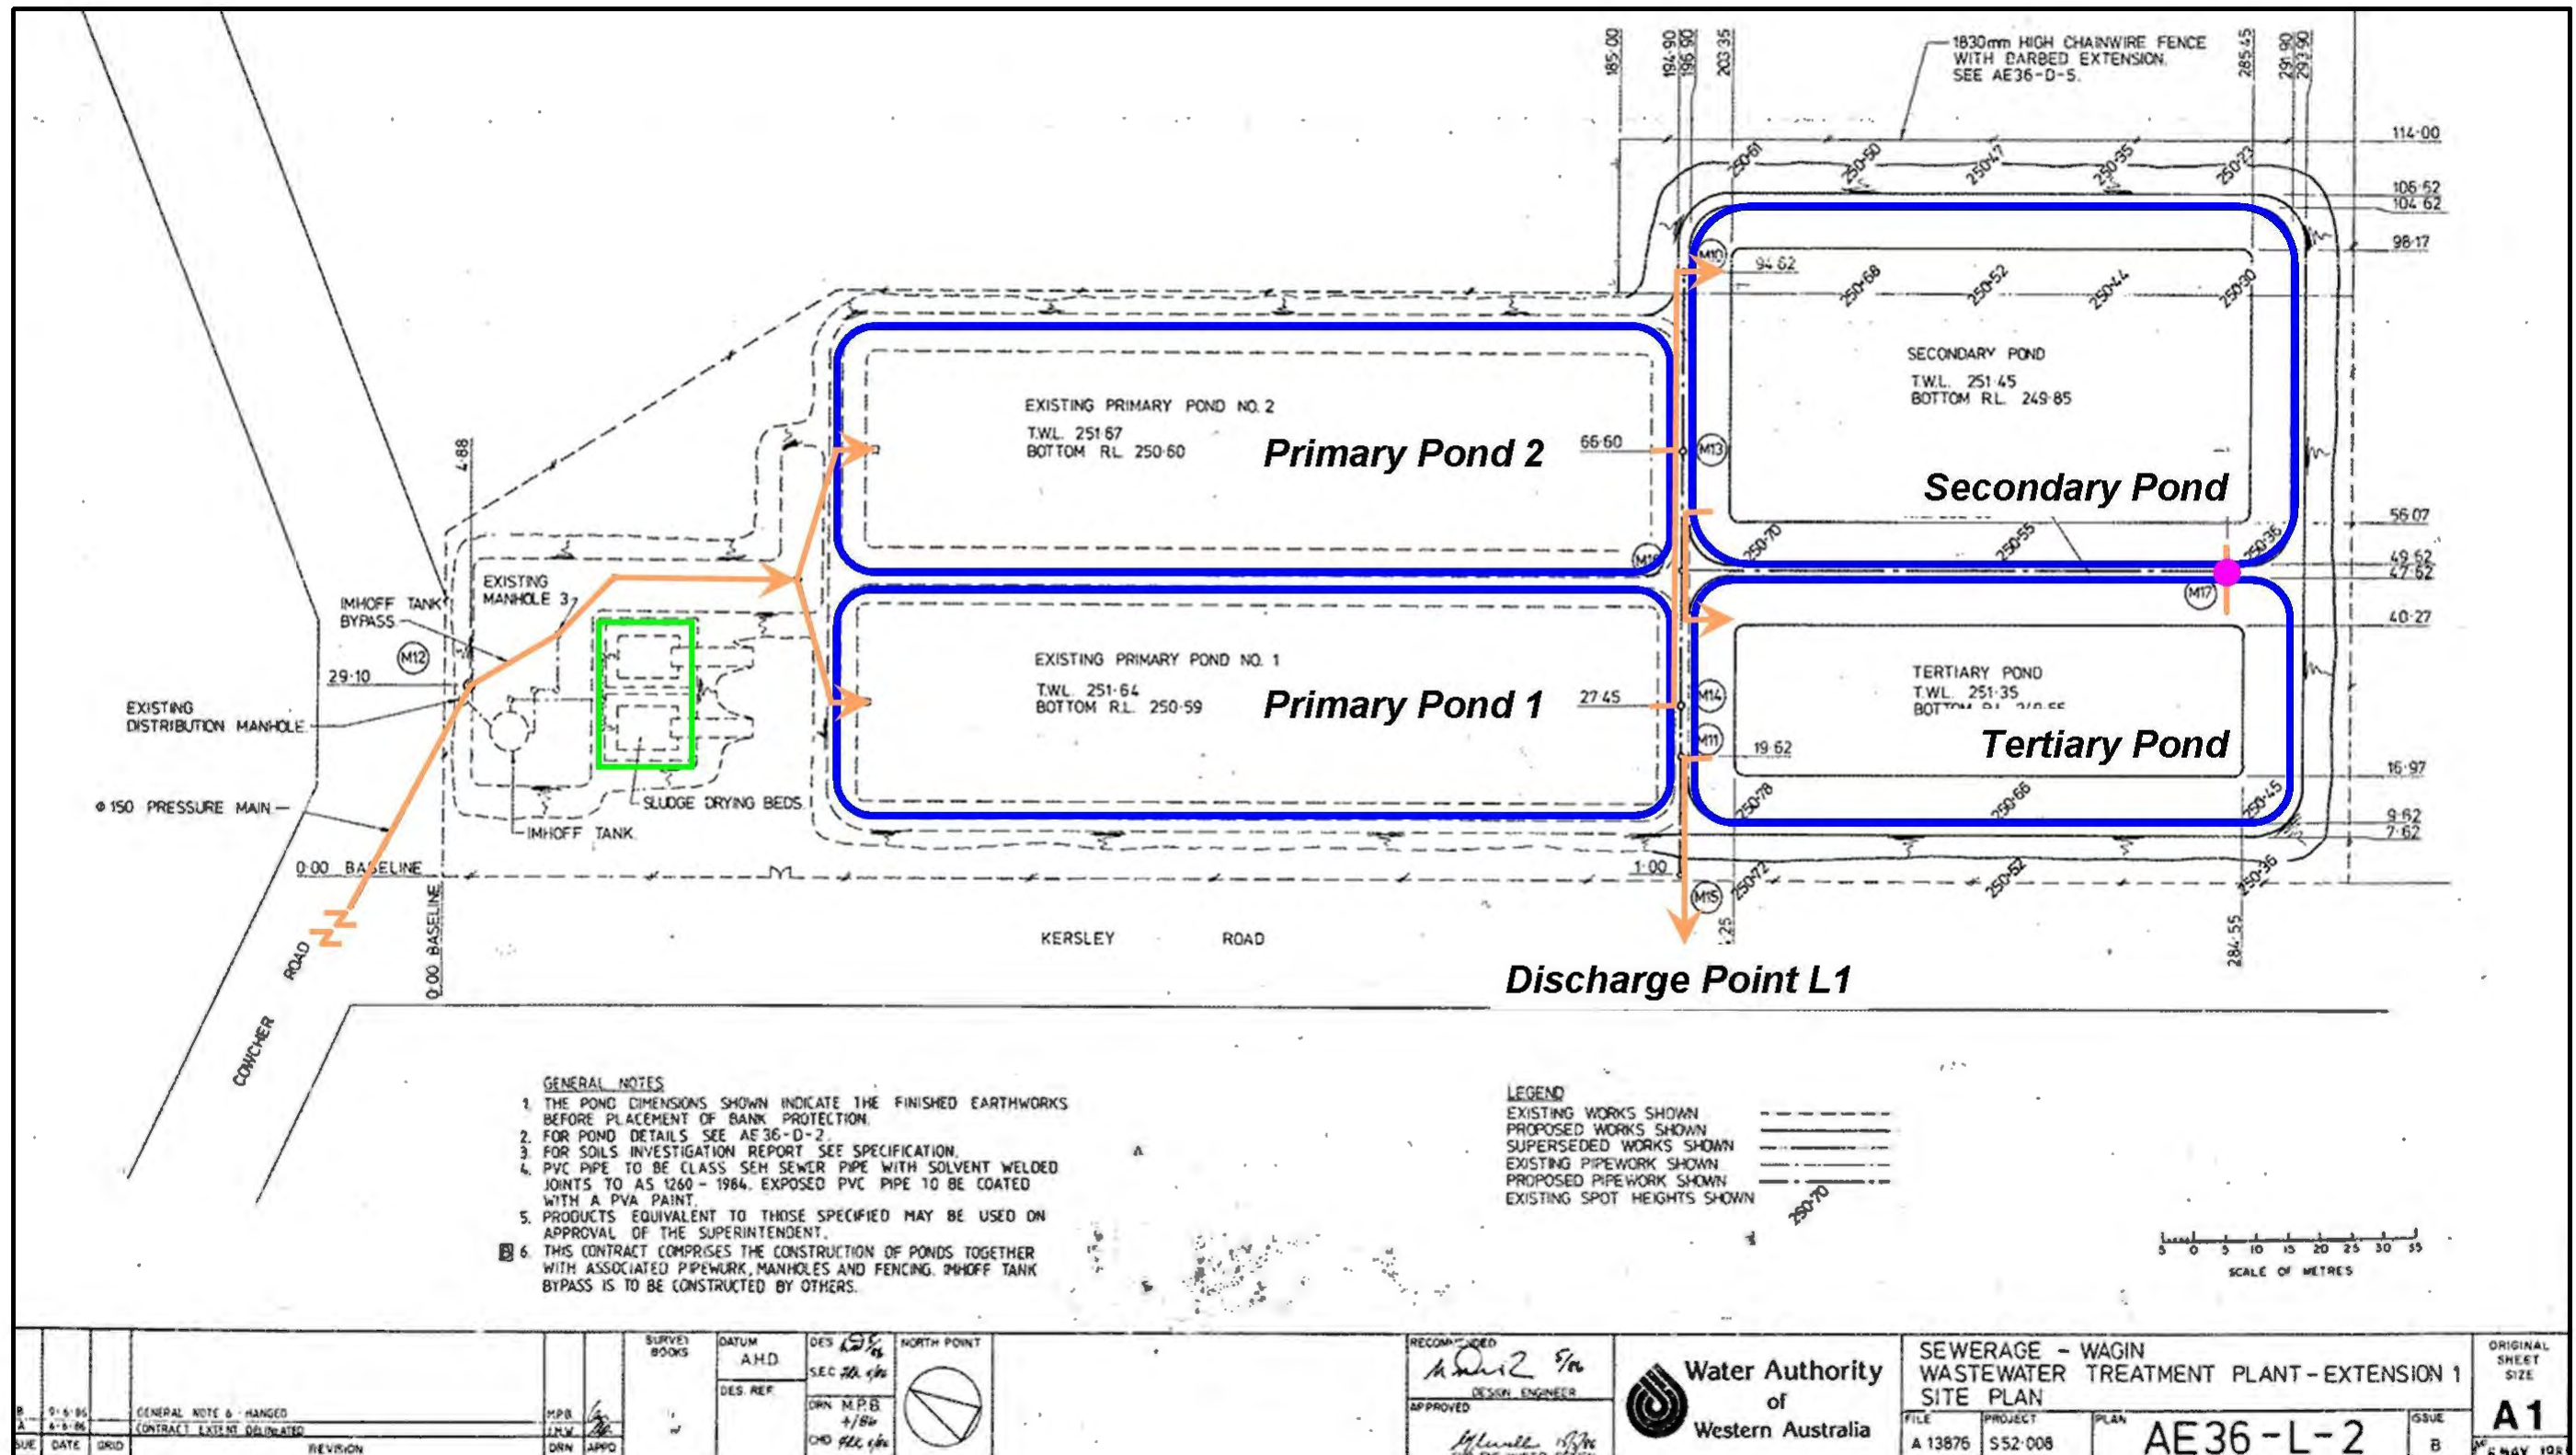 185·00
194·90
196·90
203·35
285·45
291·90
293·90
1830mm HIGH CHAINWIRE FENCE
WITH BARBED EXTENSION.
SEE AE36-D-5.
114·00
250·61
250·50
250·47
250·35
250·23
106·52
104·62
98·17
M10
94·62
250·68
250·52
250·44
250·30
SECONDARY POND
T.W.L. 251·45
BOTTOM R.L. 249·85
EXISTING PRIMARY POND NO. 2
T.W.L. 251·67
BOTTOM R.L. 250·60
Primary Pond 2
66·60
M13
Secondary Pond
4·88
56·07
250·70
250·55
250·36
49·62
47·62
M17
EXISTING
MANHOLE 3
IMHOFF TANK
BYPASS
M12
29·10
40·27
EXISTING PRIMARY POND NO. 1
T.W.L. 251·64
BOTTOM R.L. 250·59
Primary Pond 1
27·45
M14
TERTIARY POND
T.W.L. 251·35
Tertiary Pond
EXISTING
DISTRIBUTION MANHOLE
M11
19·62
16·97
SLUDGE DRYING BEDS.
Φ150 PRESSURE MAIN
IMHOFF TANK.
250·78
250·66
250·45
9·62
7·62
0·00 BASELINE
1·00
250·72
250·52
250·36
M15
0·00 BASELINE
KERSLEY ROAD
284·55
Discharge Point L1
COWCHER ROAD
GENERAL NOTES
1. THE POND DIMENSIONS SHOWN INDICATE THE FINISHED EARTHWORKS
BEFORE PLACEMENT OF BANK PROTECTION.
2. FOR POND DETAILS SEE AE36-D-2.
3. FOR SOILS INVESTIGATION REPORT SEE SPECIFICATION.
4. PVC PIPE TO BE CLASS SEH SEWER PIPE WITH SOLVENT WELDED
JOINTS TO AS 1260 - 1984. EXPOSED PVC PIPE TO BE COATED
WITH A PVA PAINT.
5. PRODUCTS EQUIVALENT TO THOSE SPECIFIED MAY BE USED ON
APPROVAL OF THE SUPERINTENDENT.
6. THIS CONTRACT COMPRISES THE CONSTRUCTION OF PONDS TOGETHER
WITH ASSOCIATED PIPEWORK, MANHOLES AND FENCING. IMHOFF TANK
BYPASS IS TO BE CONSTRUCTED BY OTHERS.
LEGEND
EXISTING WORKS SHOWN
PROPOSED WORKS SHOWN
SUPERSEDED WORKS SHOWN
EXISTING PIPEWORK SHOWN
PROPOSED PIPEWORK SHOWN
EXISTING SPOT HEIGHTS SHOWN 250·70
5 0 5 10 15 20 25 30 35
SCALE OF METRES
B 9·6·86 GENERAL NOTE 6 CHANGED M.P.B.
A 4·6·86 CONTRACT EXTENT DELINEATED
DATE GRID REVISION DRN APPD
SURVEY
BOOKS
DATUM
A.H.D.
DES. REF.
DES
SEC
DRN M.P.B.
4/86
CHD
NORTH POINT
RECOMMENDED
5/86
DESIGN ENGINEER
APPROVED
Water Authority
of
Western Australia
SEWERAGE - WAGIN
WASTEWATER TREATMENT PLANT - EXTENSION 1
SITE PLAN
FILE
A 13876
PROJECT
S52·008
PLAN
AE36-L-2
ISSUE
B
ORIGINAL
SHEET
SIZE
A1